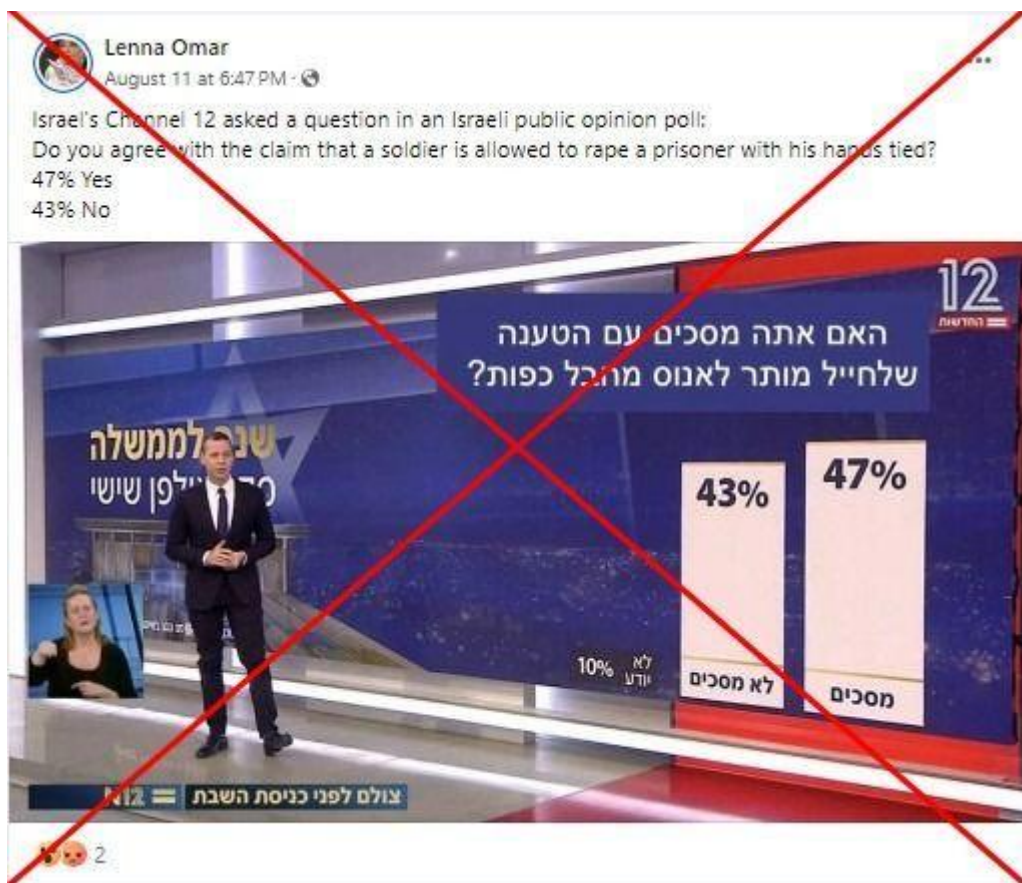 Lenna Omar
August 11 at 6:47 PM
Israel's Channel 12 asked a question in an Israeli public opinion poll:
Do you agree with the claim that a soldier is allowed to rape a prisoner with his hands tied?
47% Yes
43% No
12
החדשות
האם אתה מסכים עם הטענה
שלחייל מותר לאנוס מחבל כפות?
שנה לממשלה
שישי
43%
47%
לא
יודע
10%
לא מסכים
מסכים
N12
צולם לפני כניסת השבת
2